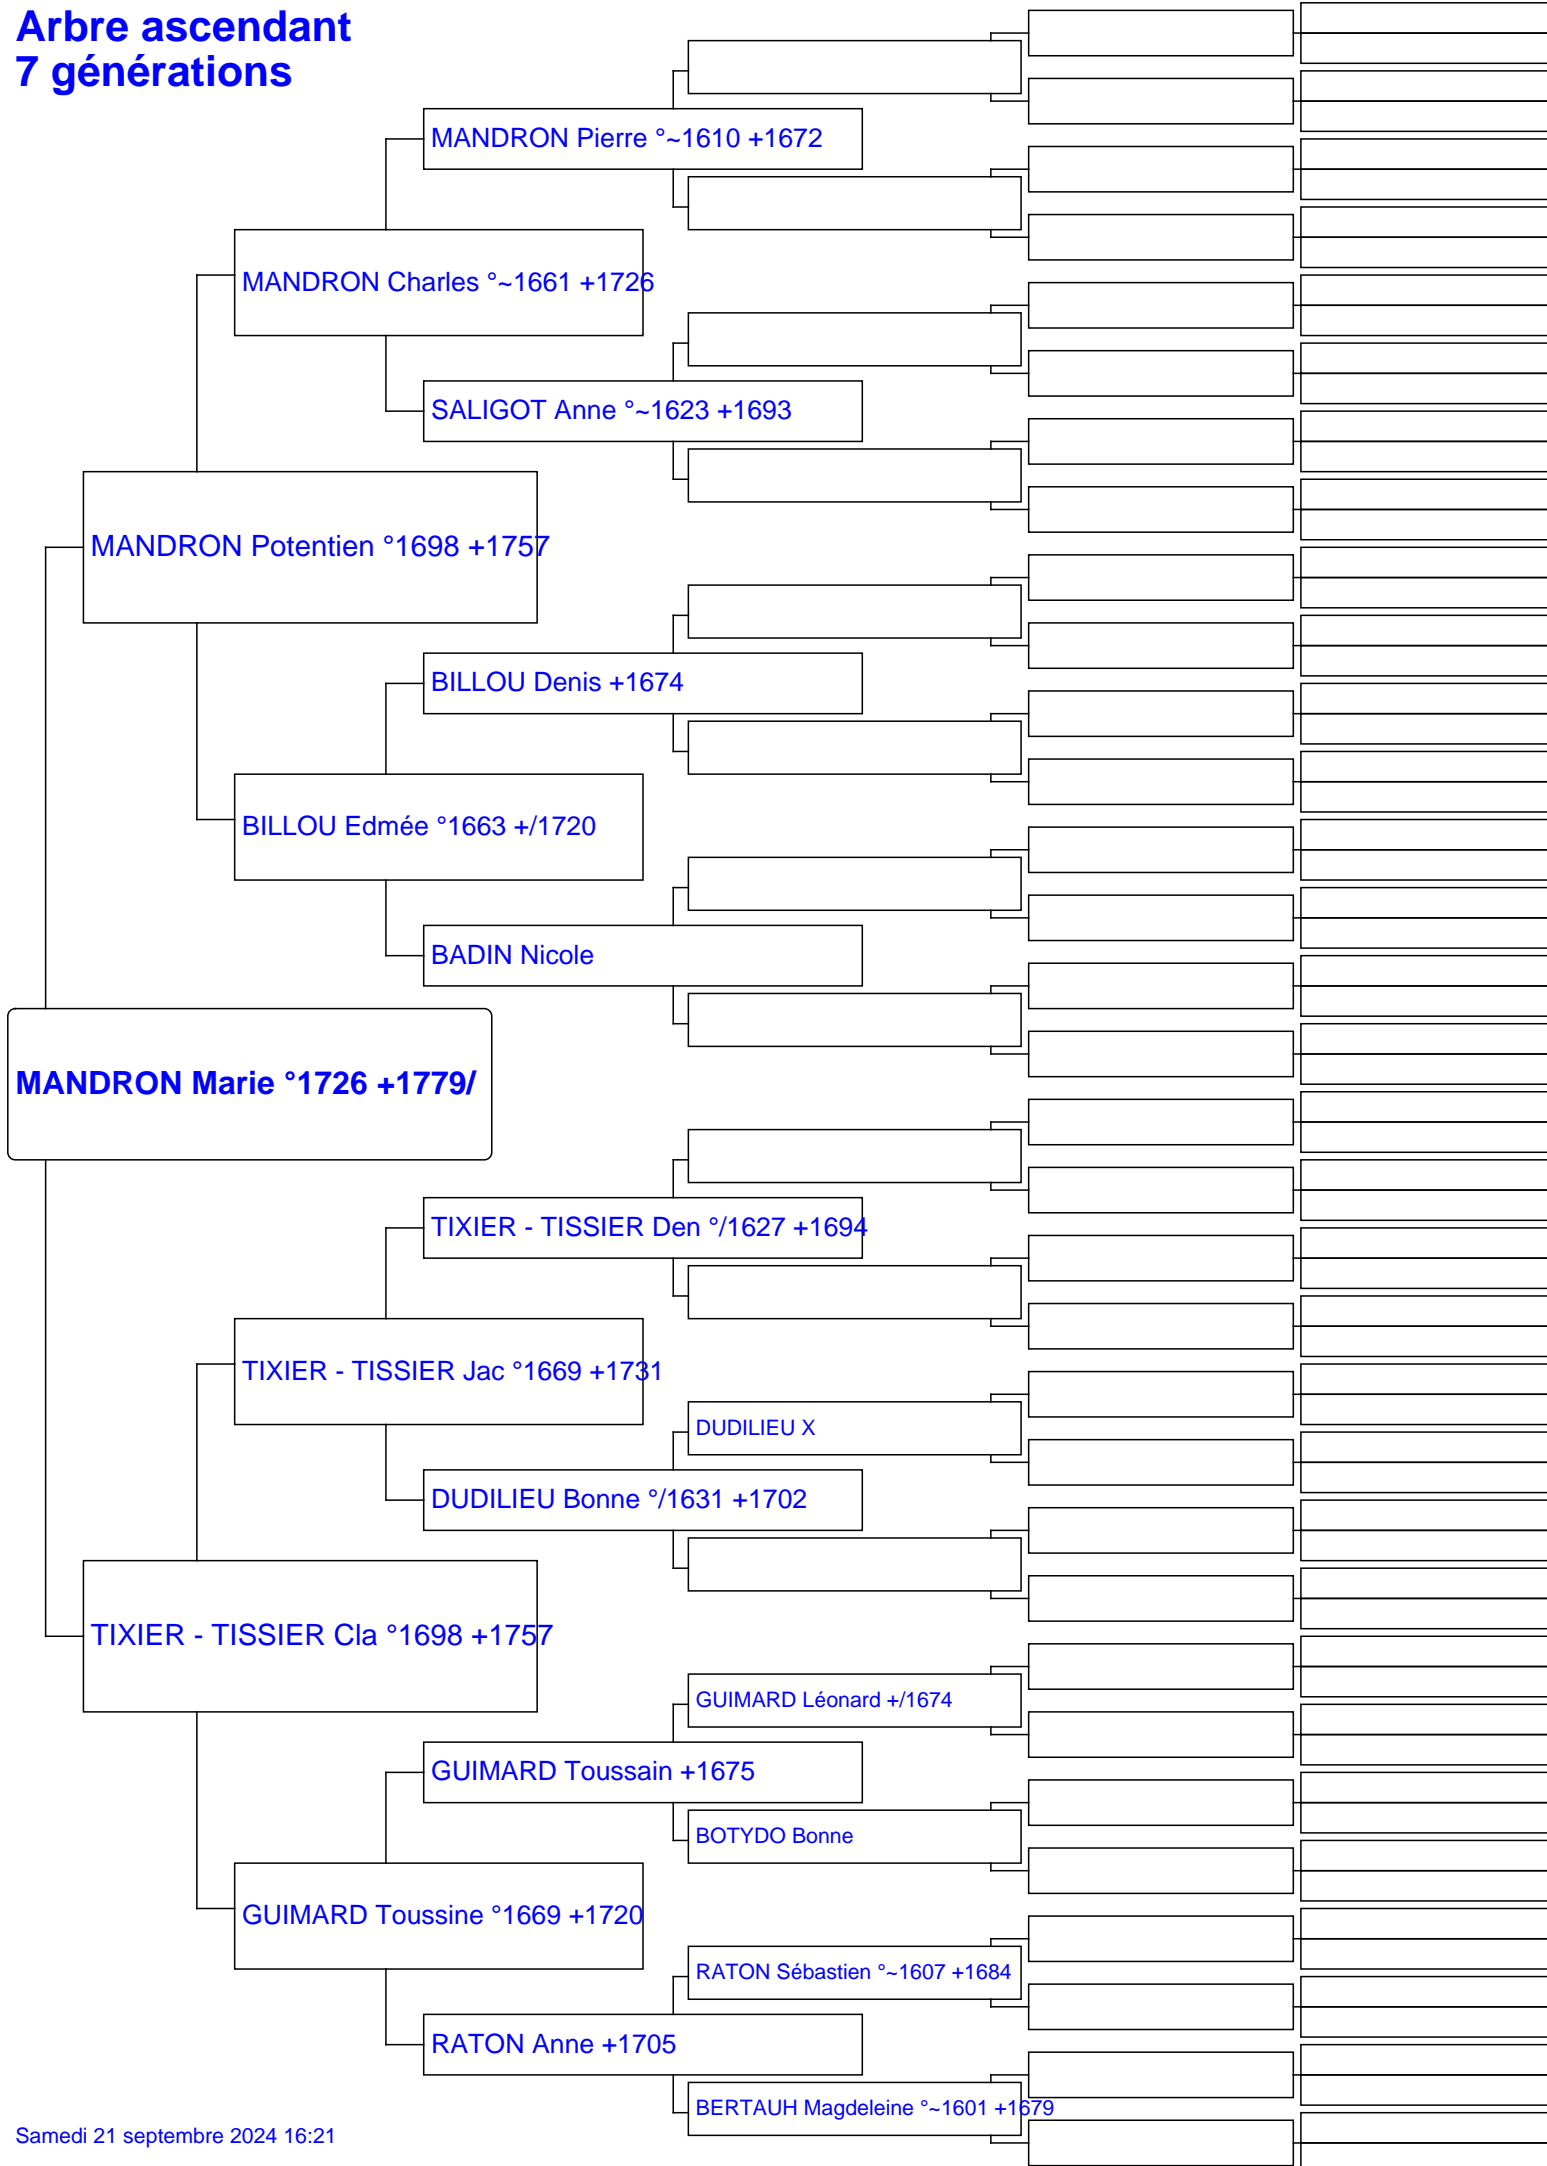 Arbre ascendant
7 générations
MANDRON Pierre °~1610 +1672
MANDRON Charles °~1661 +1726
SALIGOT Anne °~1623 +1693
MANDRON Potentien °1698 +1757
BILLOU Denis +1674
BILLOU Edmée °1663 +/1720
BADIN Nicole
MANDRON Marie °1726 +1779/
TIXIER - TISSIER Den °/1627 +1694
TIXIER - TISSIER Jac °1669 +1731
DUDILIEU X
DUDILIEU Bonne °/1631 +1702
TIXIER - TISSIER Cla °1698 +1757
GUIMARD Léonard +/1674
GUIMARD Toussain +1675
BOTYDO Bonne
GUIMARD Toussine °1669 +1720
RATON Sébastien °~1607 +1684
RATON Anne +1705
BERTAUH Magdeleine °~1601 +1679
Samedi 21 septembre 2024 16:21